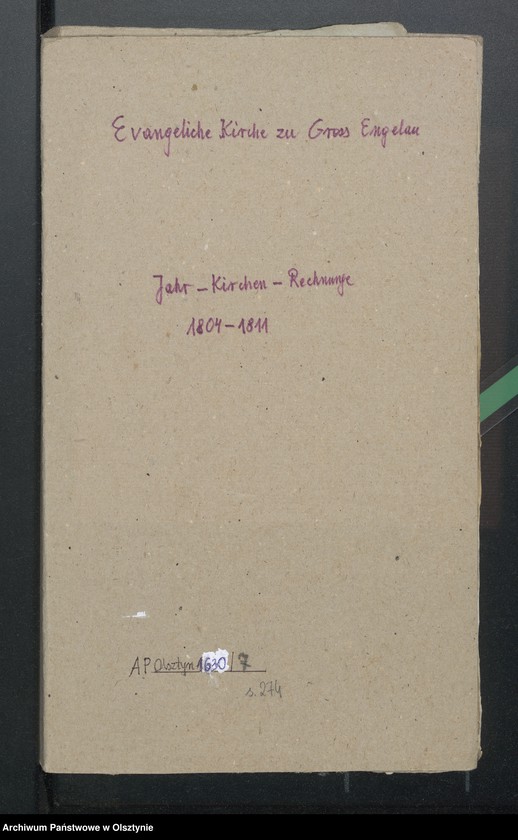 Evangeliche Kirche zu Gross Engelau
Jahr - Kirchen - Rechnunge
1804 - 1811
AP Olsztyn 1630/7
s. 274
Archiwum Państwowe w Olsztynie